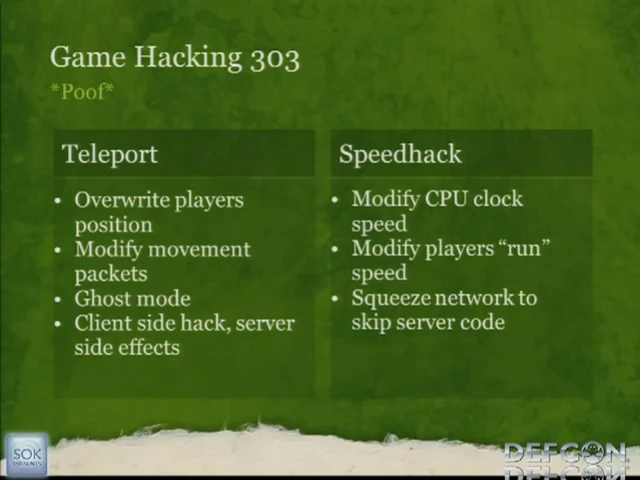 Game Hacking 303
*Poof*
Teleport
• Overwrite players
position
• Modify movement
packets
• Ghost mode
• Client side hack, server
side effects
Speedhack
• Modify CPU clock
speed
• Modify players “run”
speed
• Squeeze network to
skip server code
SOK
DEFCON